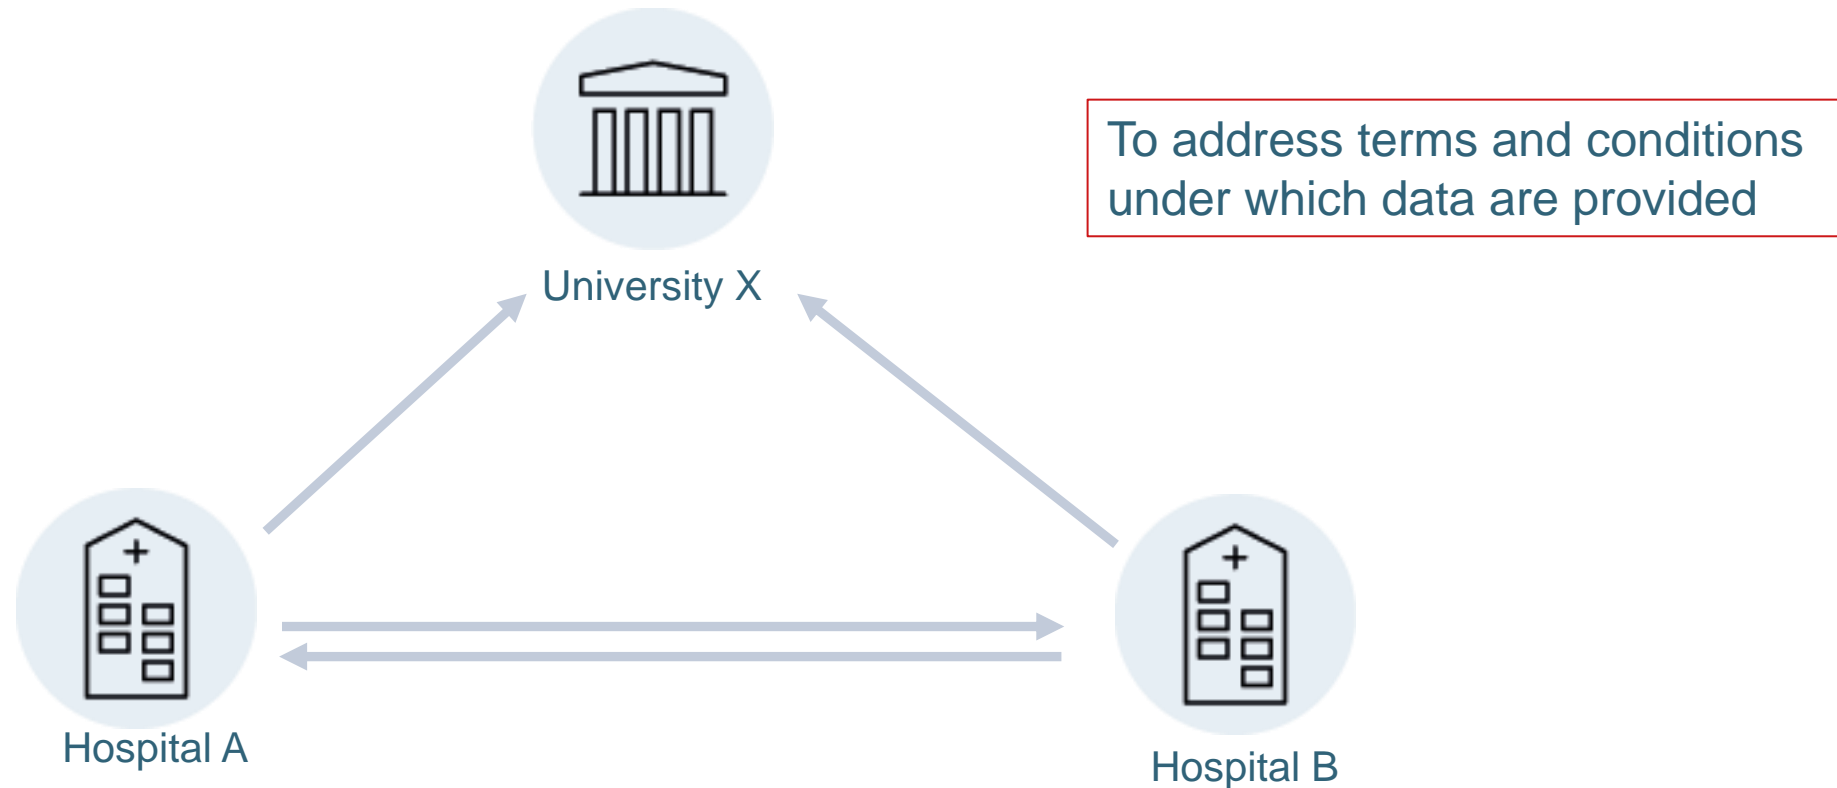 To address terms and conditions
under which data are provided
University X
Hospital A
Hospital B